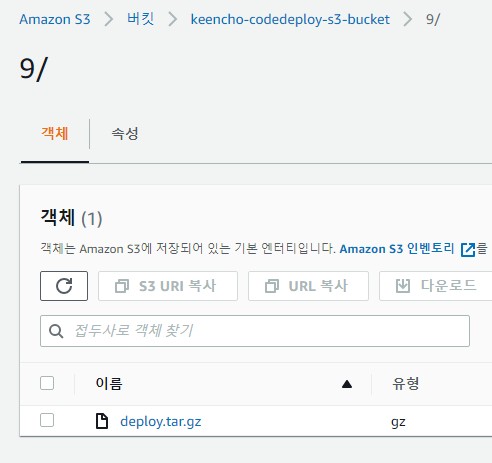 Amazon S3 > 버킷 > keencho-codedeploy-s3-bucket > 9/
9/
객체 속성
객체 (1)
객체는 Amazon S3에 저장되어 있는 기본 엔터티입니다. Amazon S3 인벤토리 를
S3 URI 복사 URL 복사 다운로드
접두사로 객체 찾기
이름 유형
deploy.tar.gz gz